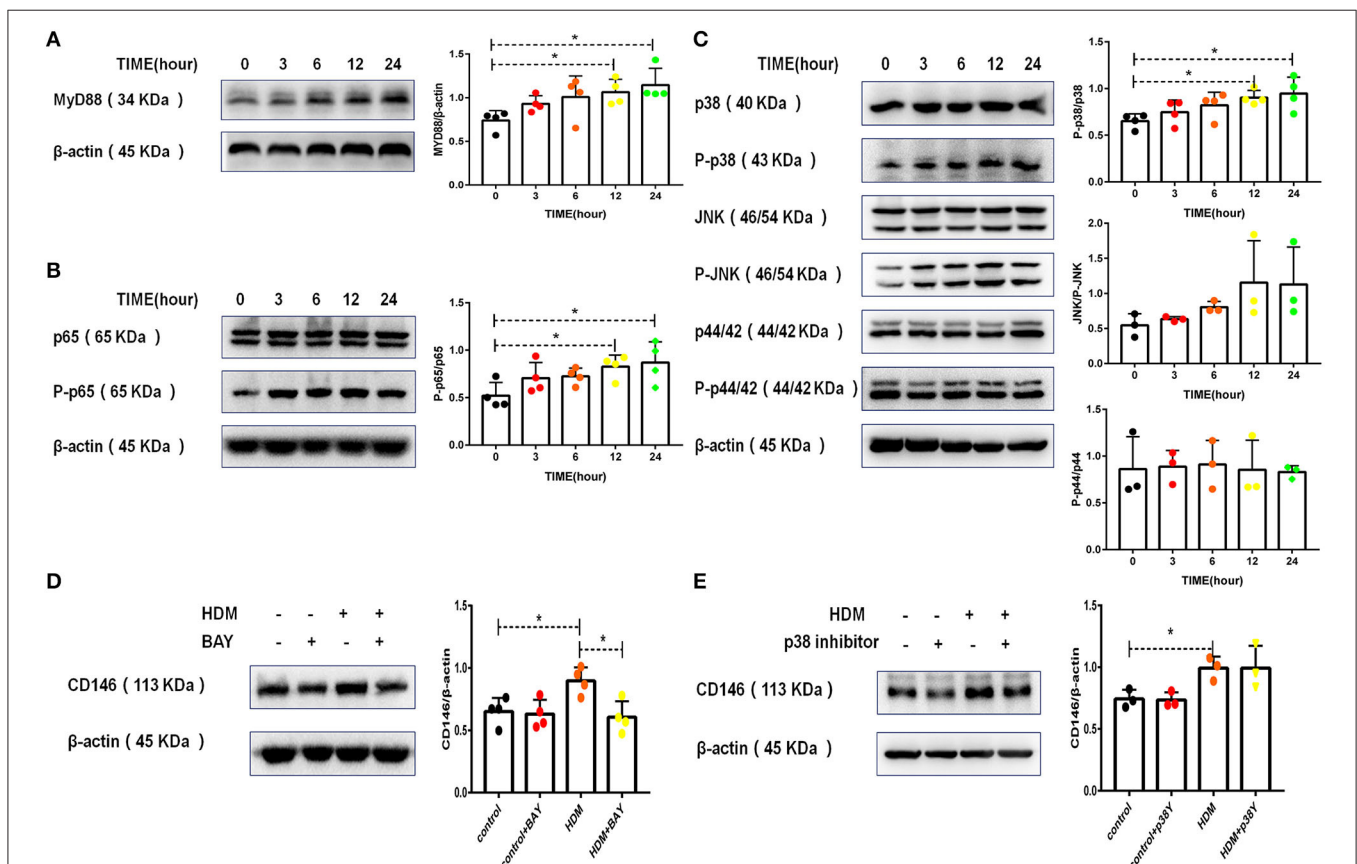 A
TIME(hour) 0 3 6 12 24
MyD88 ( 34 KDa )
β-actin ( 45 KDa )
MYD88/β-actin
1.5
1.0
0.5
0.0
* *
0 3 6 12 24
TIME(hour)
B
TIME(hour) 0 3 6 12 24
p65 ( 65 KDa )
P-p65 ( 65 KDa )
β-actin ( 45 KDa )
P-p65/p65
1.5
1.0
0.5
0.0
* *
0 3 6 12 24
TIME(hour)
C
TIME(hour) 0 3 6 12 24
p38 ( 40 KDa )
P-p38 ( 43 KDa )
JNK ( 46/54 KDa )
P-JNK ( 46/54 KDa )
p44/42 ( 44/42 KDa )
P-p44/42 ( 44/42 KDa )
β-actin ( 45 KDa )
P-p38/p38
1.5
1.0
0.5
0.0
* *
0 3 6 12 24
TIME(hour)
JNK/P-JNK
2.0
1.5
1.0
0.5
0.0
0 3 6 12 24
TIME(hour)
P-p44/p44
1.5
1.0
0.5
0.0
0 3 6 12 24
TIME(hour)
D
HDM - - + +
BAY - + - +
CD146 ( 113 KDa )
β-actin ( 45 KDa )
CD146/β-actin
1.5
1.0
0.5
0.0
* *
control
control+BAY
HDM
HDM+BAY
E
HDM - - + +
p38 inhibitor - + - +
CD146 ( 113 KDa )
β-actin ( 45 KDa )
CD146/β-actin
1.5
1.0
0.5
0.0
*
control
control+p38Y
HDM
HDM+p38Y